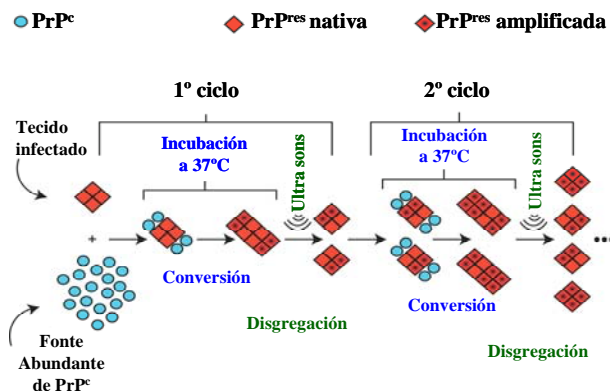 PrPᶜ
PrPʳᵉˢ nativa
PrPʳᵉˢ amplificada
1º ciclo
2º ciclo
Tecido
infectado
Incubación
a 37ºC
Ultra sons
Incubación
a 37ºC
Ultra sons
+
Conversión
Conversión
Disgregación
Disgregación
Fonte
Abundante
de PrPᶜ
...